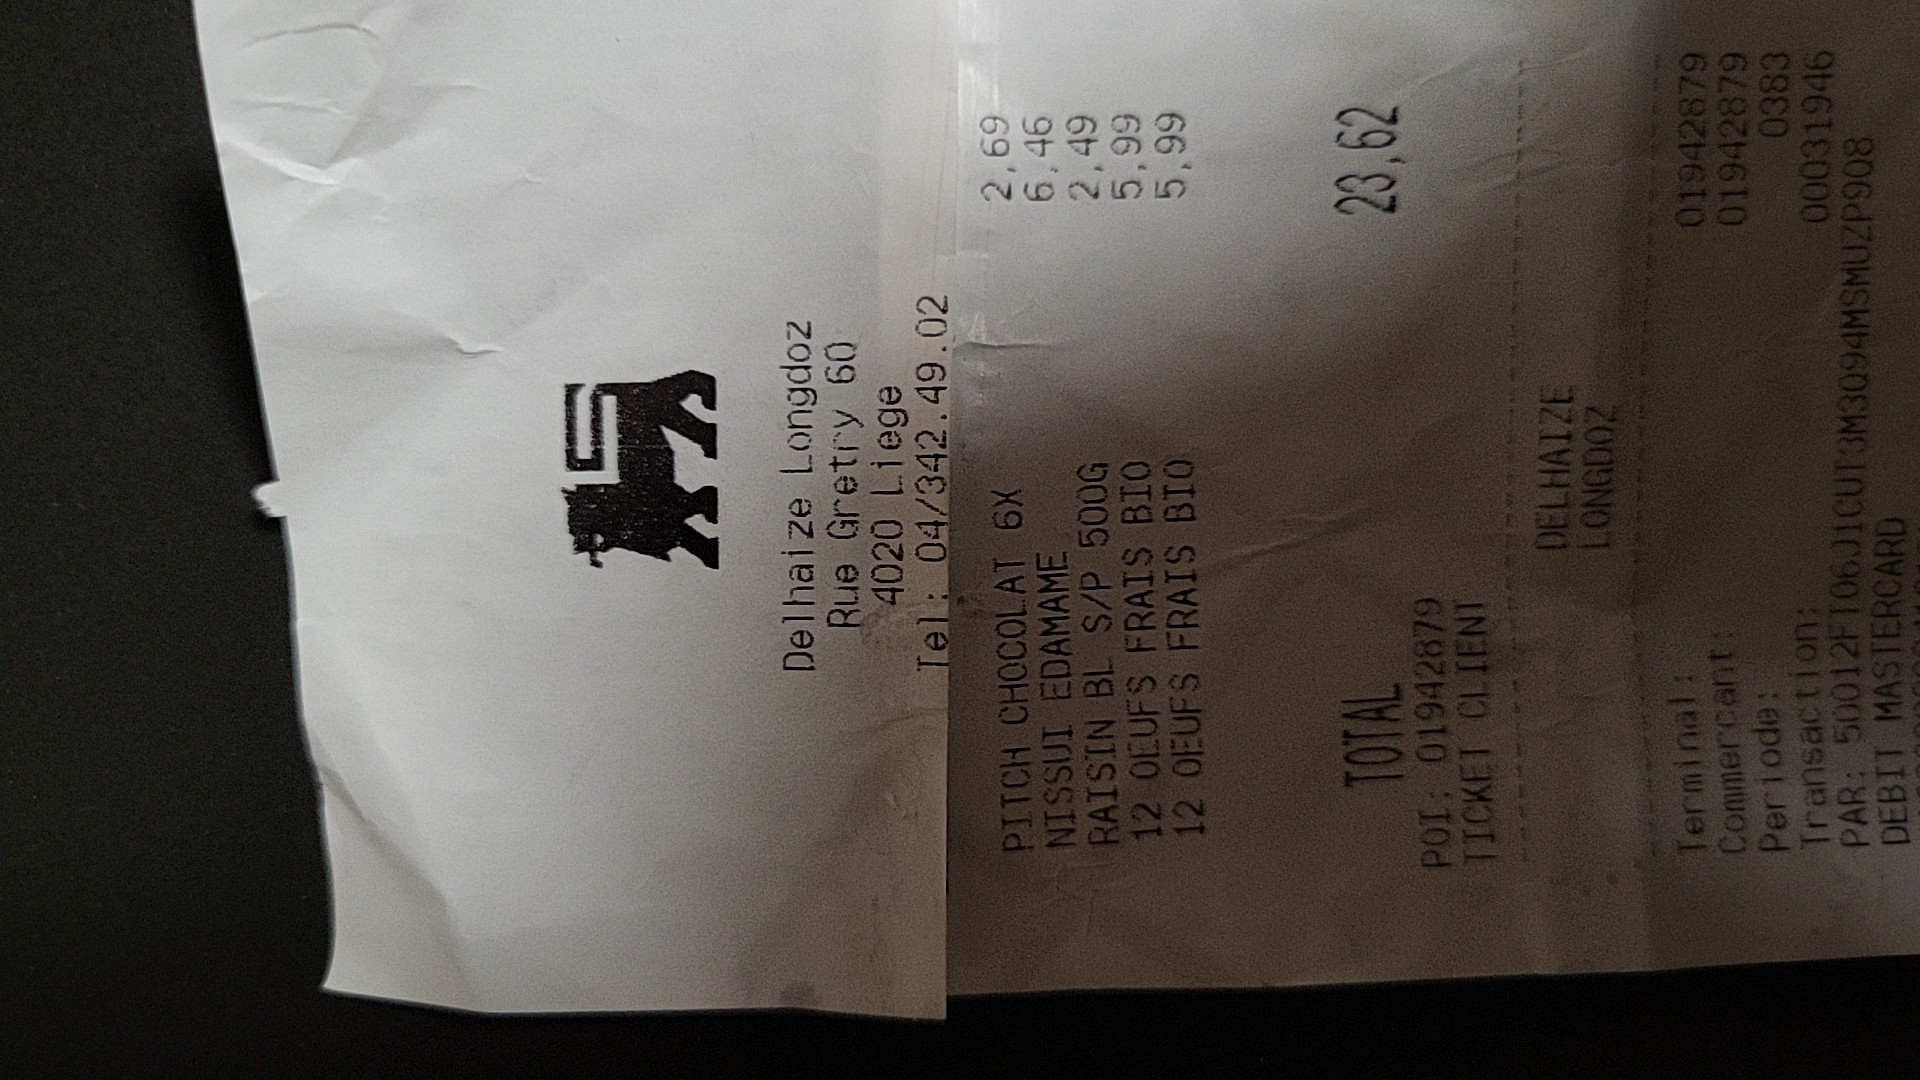 Delhaize Longdoz
Rue Gretry 60
4020 Liege
Tel: 04/342.49.02
PITCH CHOCOLAT 6X 2,69
NISSUI EDAMAME 6,46
RAISIN BL S/P 500G 2,49
12 OEUFS FRAIS BIO 5,99
12 OEUFS FRAIS BIO 5,99
TOTAL 23,62
POI: 01942879
TICKET CLIENT
DELHAIZE
LONGDOZ
Terminal: 01942879
Commercant: 01942879
Periode: 0383
Transaction: 00031946
PAR: 50012FT06J1CUT3M3094MSMUZP908
DEBIT MASTERCARD